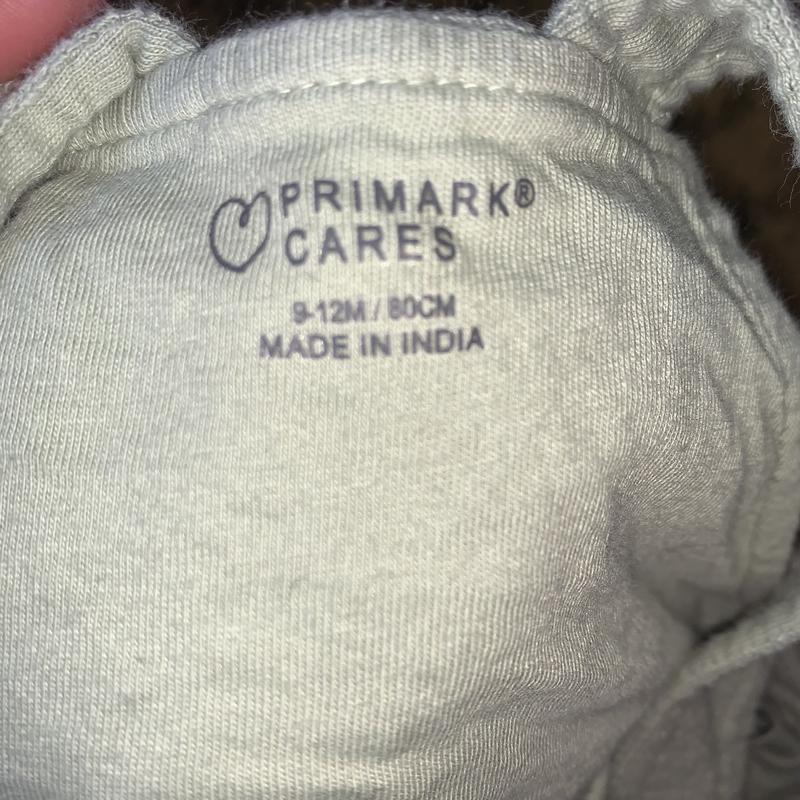 PRIMARK®
CARES
9-12M / 80CM
MADE IN INDIA